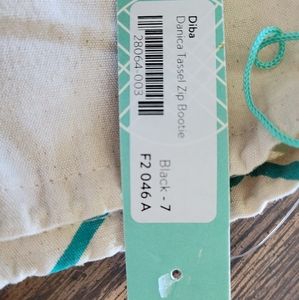 Diba
Danica Tassel Zip Bootie
28064-003
Black - 7
F2 046 A